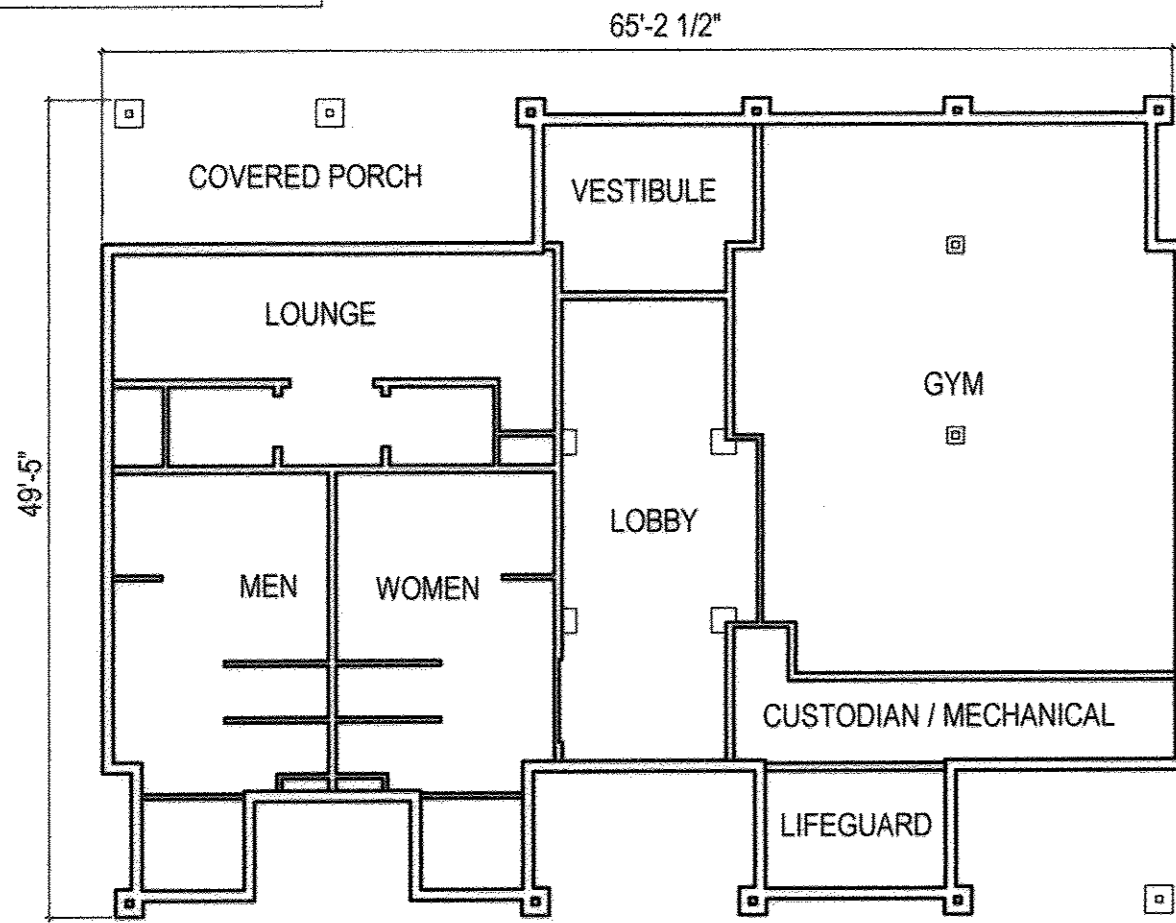 65'-2 1/2"
COVERED PORCH
VESTIBULE
LOUNGE
GYM
49'-5"
LOBBY
MEN
WOMEN
CUSTODIAN / MECHANICAL
LIFEGUARD